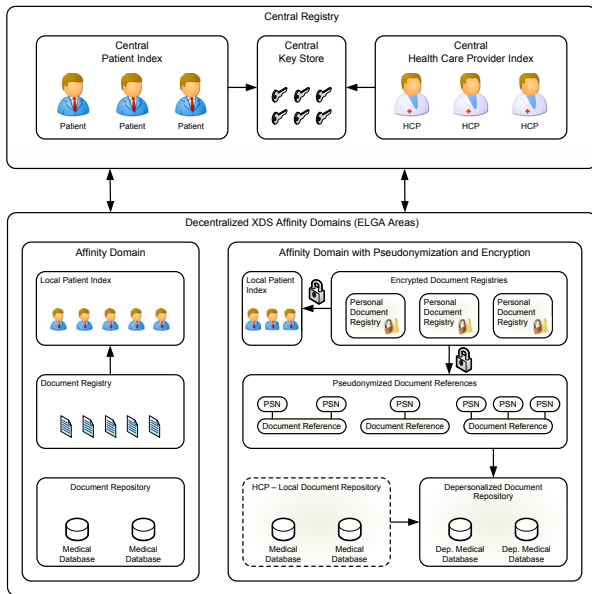 Central Registry
Central
Patient Index
Patient
Patient
Patient
Central
Key Store
Central
Health Care Provider Index
HCP
HCP
HCP
Decentralized XDS Affinity Domains (ELGA Areas)
Affinity Domain
Local Patient Index
Document Registry
Document Repository
Medical
Database
Medical
Database
Affinity Domain with Pseudonymization and Encryption
Local Patient
Index
Encrypted Document Registries
Personal
Document
Registry
Personal
Document
Registry
Personal
Document
Registry
Pseudonymized Document References
PSN
PSN
Document Reference
PSN
Document Reference
PSN
PSN
PSN
Document Reference
HCP – Local Document Repository
Medical
Database
Medical
Database
Depersonalized Document
Repository
Dep. Medical
Database
Dep. Medical
Database